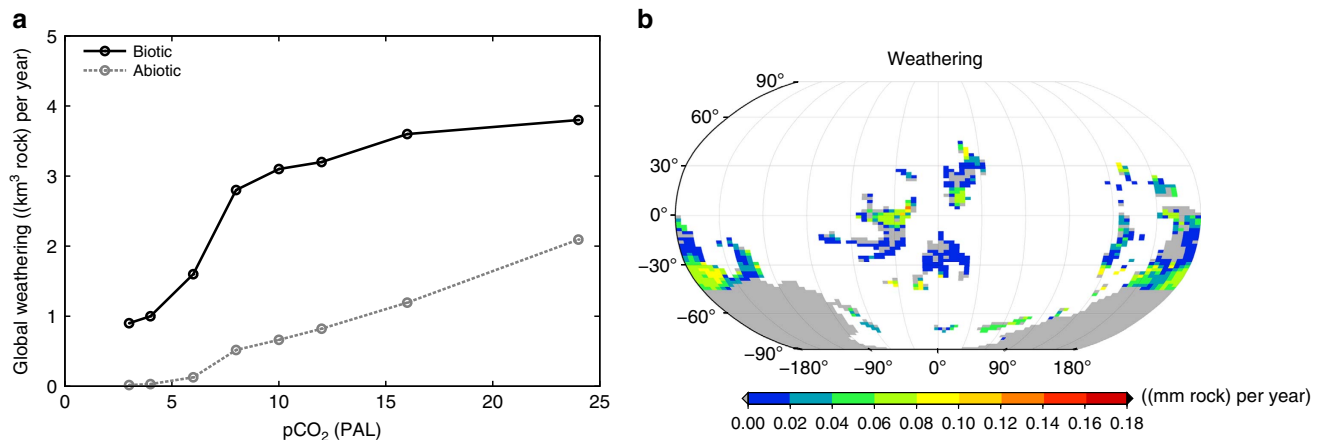 a
Global weathering ((km³ rock) per year)
5
4
3
2
1
0
Biotic
Abiotic
0 5 10 15 20 25
pCO₂ (PAL)
b
Weathering
90°
60°
30°
0°
−30°
−60°
−90°
−180° −90° 0° 90° 180°
0.00 0.02 0.04 0.06 0.08 0.10 0.12 0.14 0.16 0.18
((mm rock) per year)